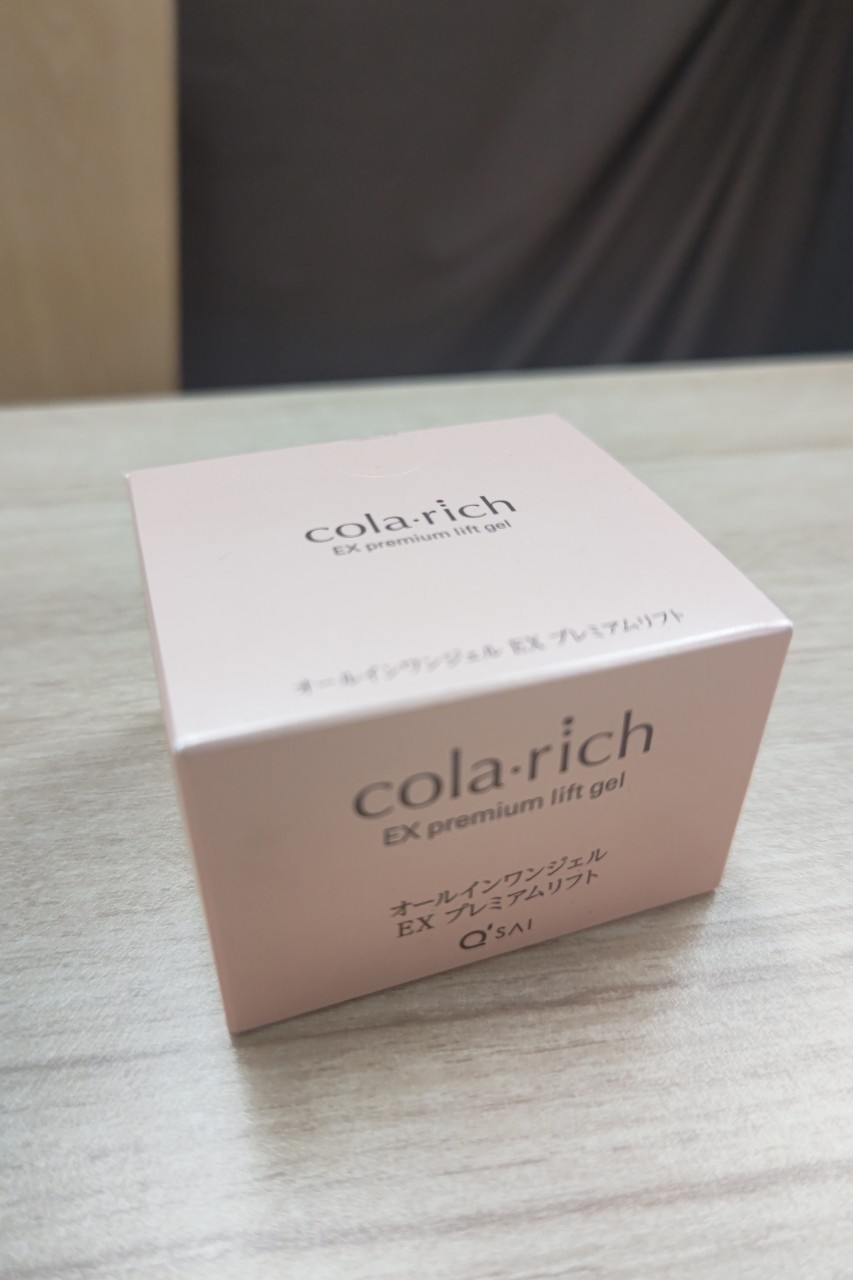 cola·rich
EX premium lift gel
オールインワンジェル EX プレミアムリフト
cola·rich
EX premium lift gel
オールインワンジェル
EX プレミアムリフト
Q'SAI